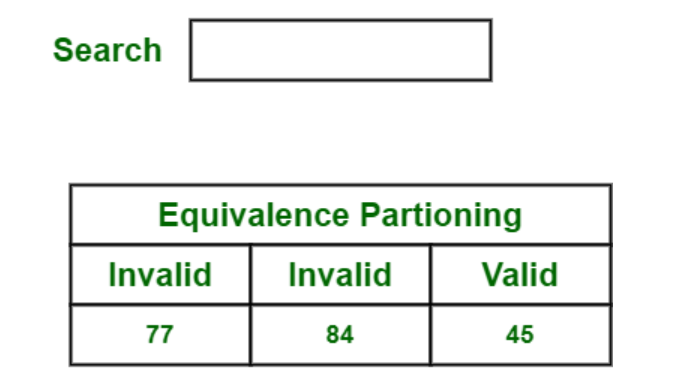 Search
Equivalence Partioning
Invalid Invalid Valid
77 84 45